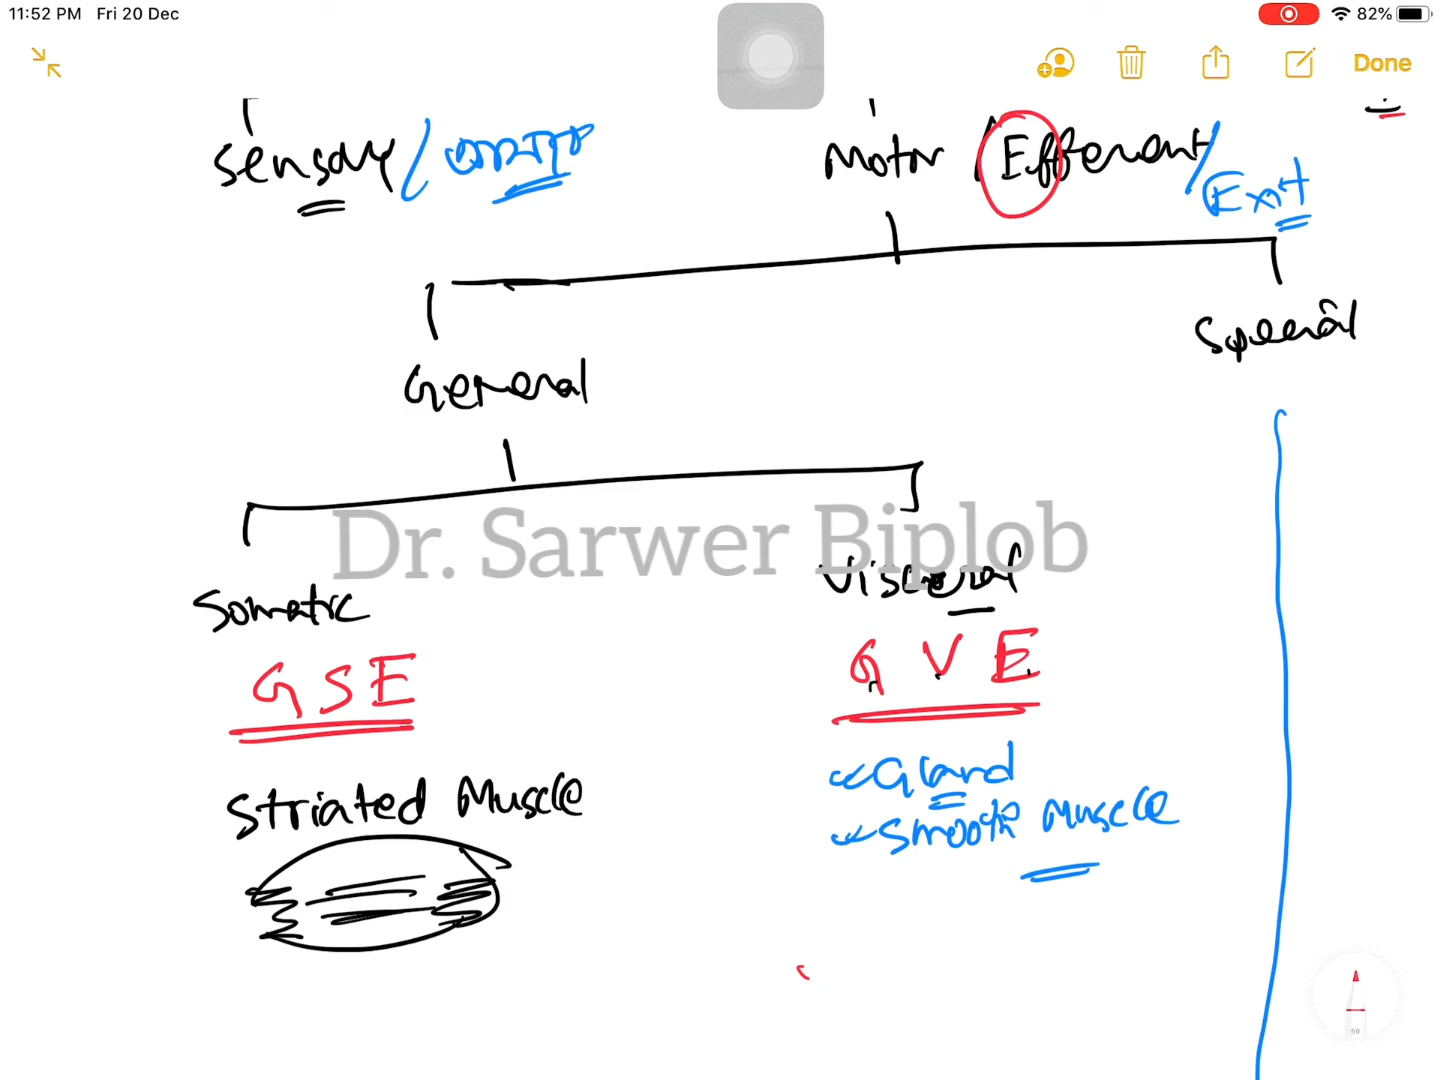 11:52 PM Fri 20 Dec
82%
Done
Sensory /
Motor / Efferent / Exit
General
Special
Dr. Sarwer Biplob
Somatic
Visceral
GSE
GVE
Striated Muscle
Gland
Smooth Muscle
50